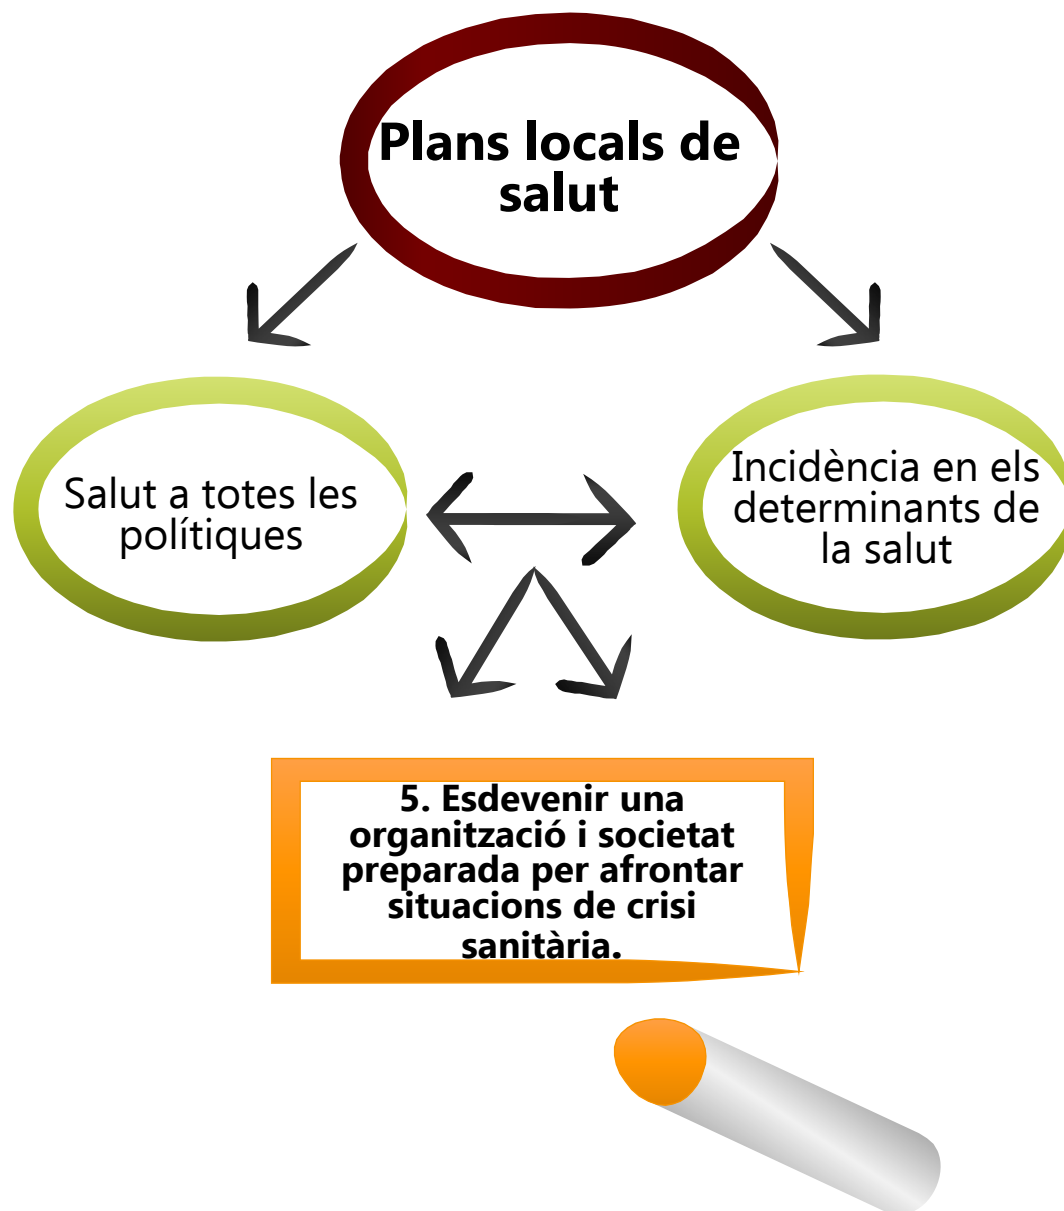 Plans locals de
salut
Salut a totes les
polítiques
Incidència en els
determinants de
la salut
5. Esdevenir una
organització i societat
preparada per afrontar
situacions de crisi
sanitària.